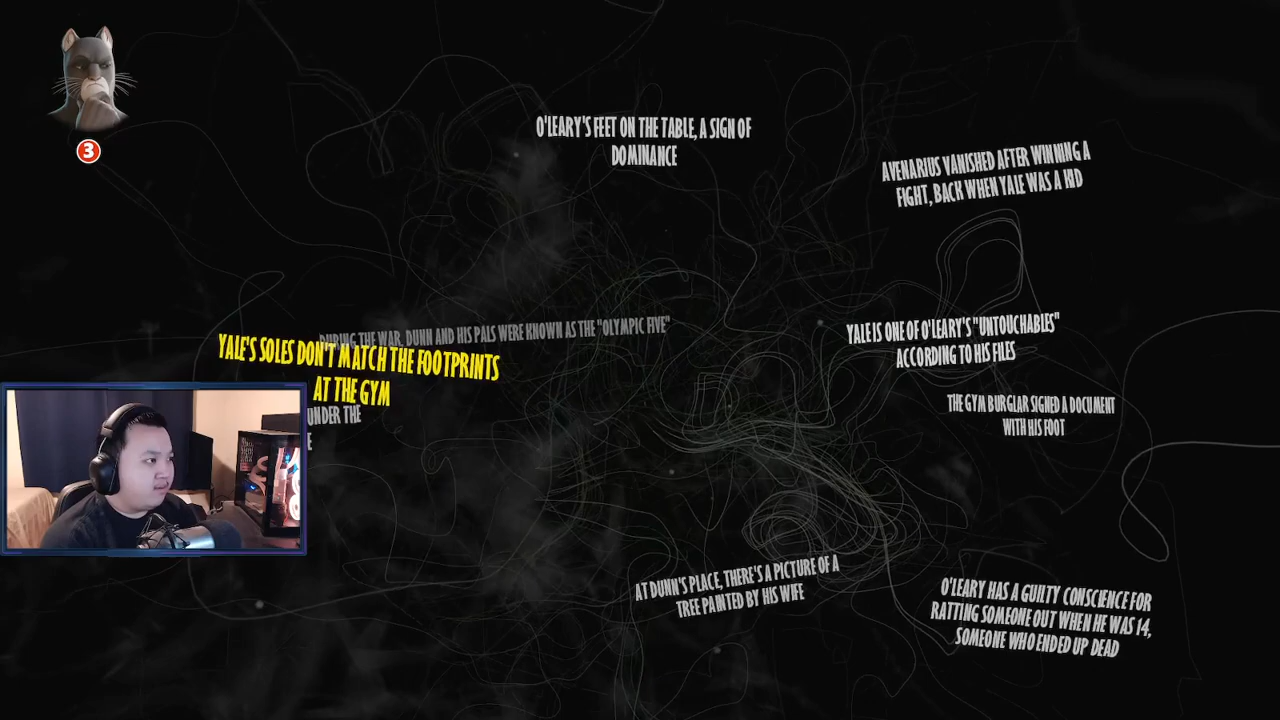 O'LEARY'S FEET ON THE TABLE, A SIGN OF
DOMINANCE
AVENARIUS VANISHED AFTER WINNING A
FIGHT, BACK WHEN YALE WAS A KID
3
DURING THE WAR, DUNN AND HIS PALS WERE KNOWN AS THE "OLYMPIC FIVE"
YALE'S SOLES DON'T MATCH THE FOOTPRINTS
AT THE GYM
UNDER THE
YALE IS ONE OF O'LEARY'S "UNTOUCHABLES"
ACCORDING TO HIS FILES
THE GYM BURGLAR SIGNED A DOCUMENT
WITH HIS FOOT
AT DUNN'S PLACE, THERE'S A PICTURE OF A
TREE PAINTED BY HIS WIFE
O'LEARY HAS A GUILTY CONSCIENCE FOR
RATTING SOMEONE OUT WHEN HE WAS 14,
SOMEONE WHO ENDED UP DEAD